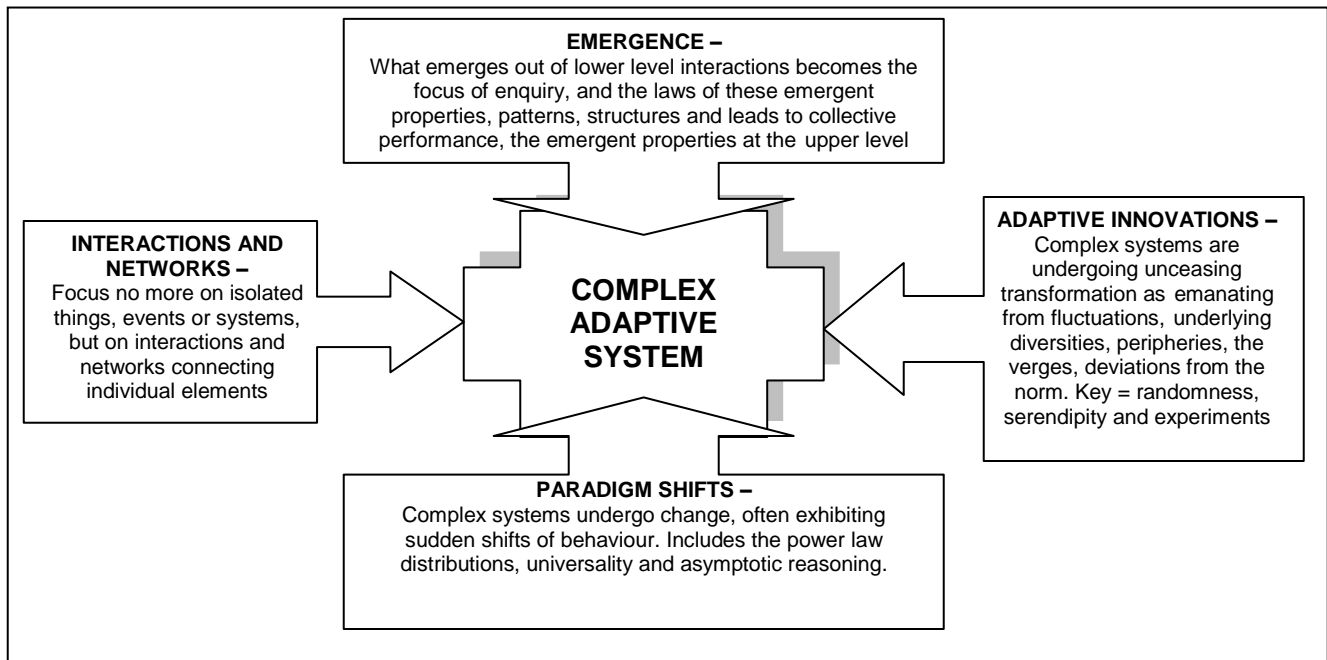 EMERGENCE –
What emerges out of lower level interactions becomes the
focus of enquiry, and the laws of these emergent
properties, patterns, structures and leads to collective
performance, the emergent properties at the upper level
INTERACTIONS AND
NETWORKS –
Focus no more on isolated
things, events or systems,
but on interactions and
networks connecting
individual elements
COMPLEX
ADAPTIVE
SYSTEM
ADAPTIVE INNOVATIONS –
Complex systems are
undergoing unceasing
transformation as emanating
from fluctuations, underlying
diversities, peripheries, the
verges, deviations from the
norm. Key = randomness,
serendipity and experiments
PARADIGM SHIFTS –
Complex systems undergo change, often exhibiting
sudden shifts of behaviour. Includes the power law
distributions, universality and asymptotic reasoning.